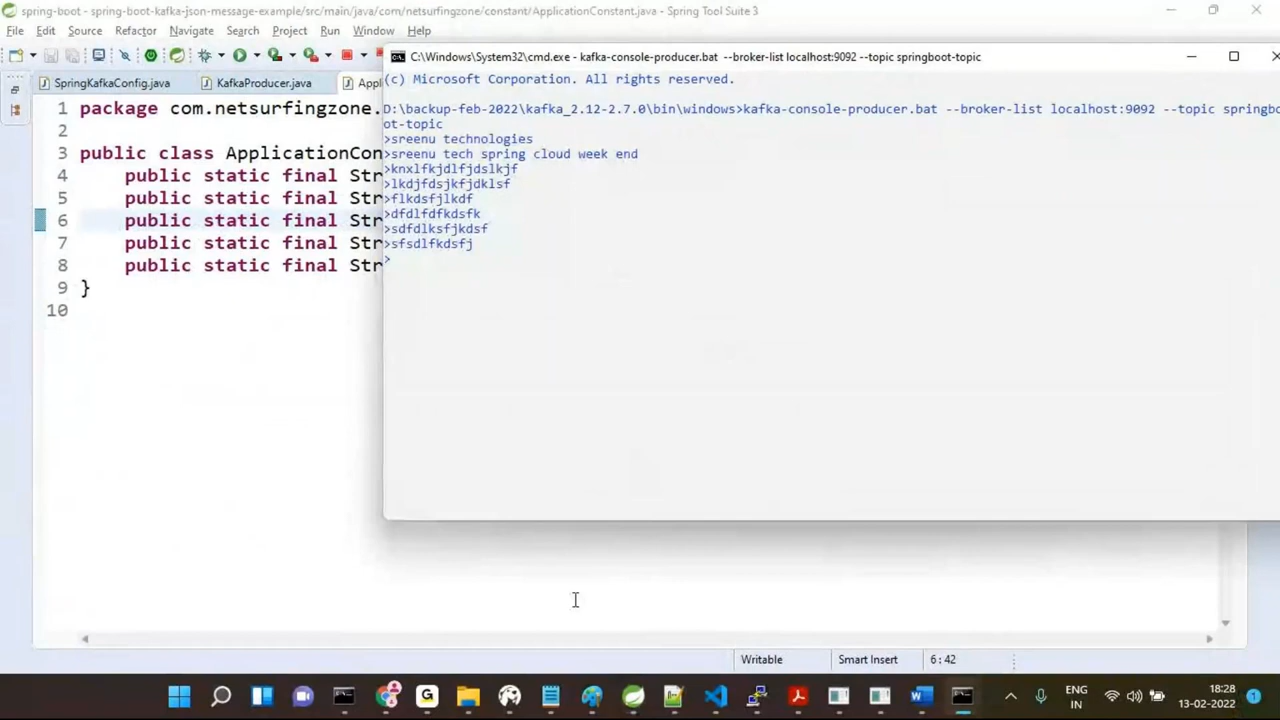 spring-boot - spring-boot-kafka-json-message-example/src/main/java/com/netsurfingzone/constant/ApplicationConstant.java - Spring Tool Suite 3
File Edit Source Refactor Navigate Search Project Run Window Help
SpringKafkaConfig.java KafkaProducer.java Appl
1 package com.netsurfingzone.
2
3 public class ApplicationCon
4 public static final Str
5 public static final Str
6 public static final Str
7 public static final Str
8 public static final Str
9 }
10
C:\Windows\System32\cmd.exe - kafka-console-producer.bat --broker-list localhost:9092 --topic springboot-topic
(c) Microsoft Corporation. All rights reserved.
D:\backup-feb-2022\kafka_2.12-2.7.0\bin\windows>kafka-console-producer.bat --broker-list localhost:9092 --topic springbo
ot-topic
>sreenu technologies
>sreenu tech spring cloud week end
>knxlfkjdlfjdslkjf
>lkdjfdsjkfjdklsf
>flkdsfjlkdf
>dfdlfdfkdsfk
>sdfdlksfjkdsf
>sfsdlfkdsfj
>
Writable Smart Insert 6 : 42
ENG
IN
18:28
13-02-2022